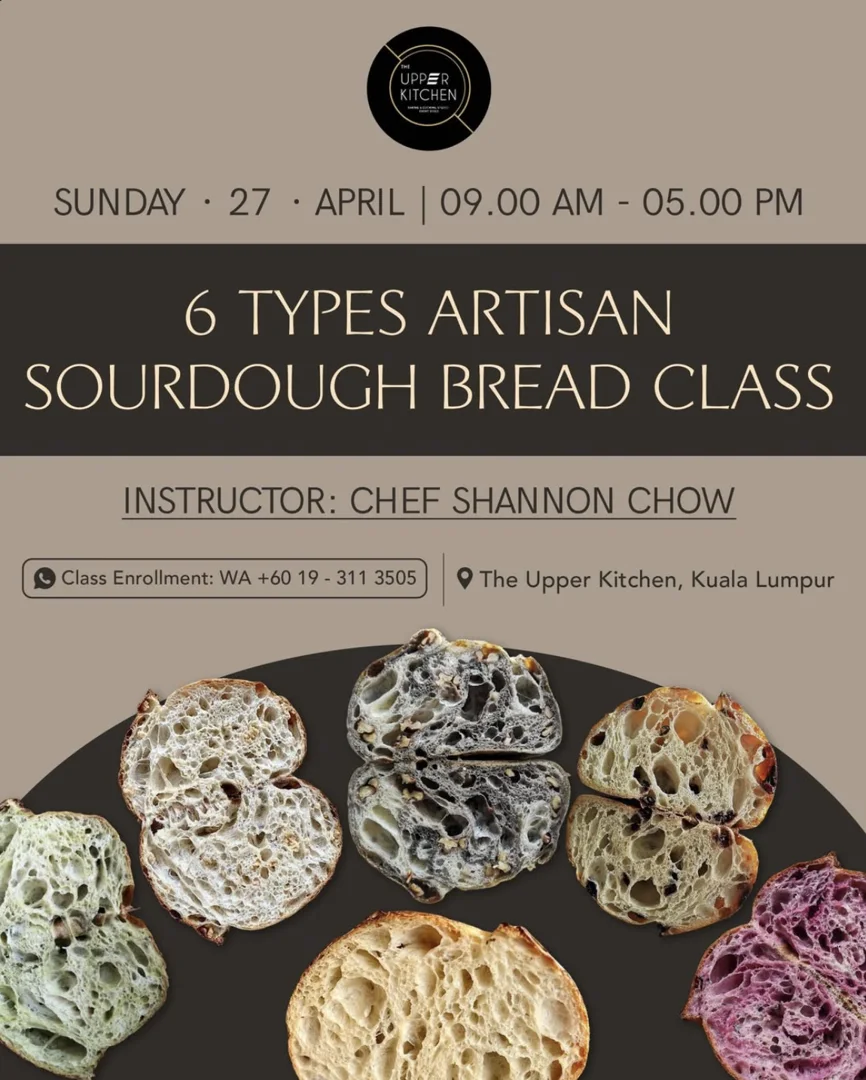 THE
UPPER
KITCHEN
SUNDAY · 27 · APRIL | 09.00 AM - 05.00 PM
6 TYPES ARTISAN
SOURDOUGH BREAD CLASS
INSTRUCTOR: CHEF SHANNON CHOW
Class Enrollment: WA +60 19 - 311 3505
The Upper Kitchen, Kuala Lumpur